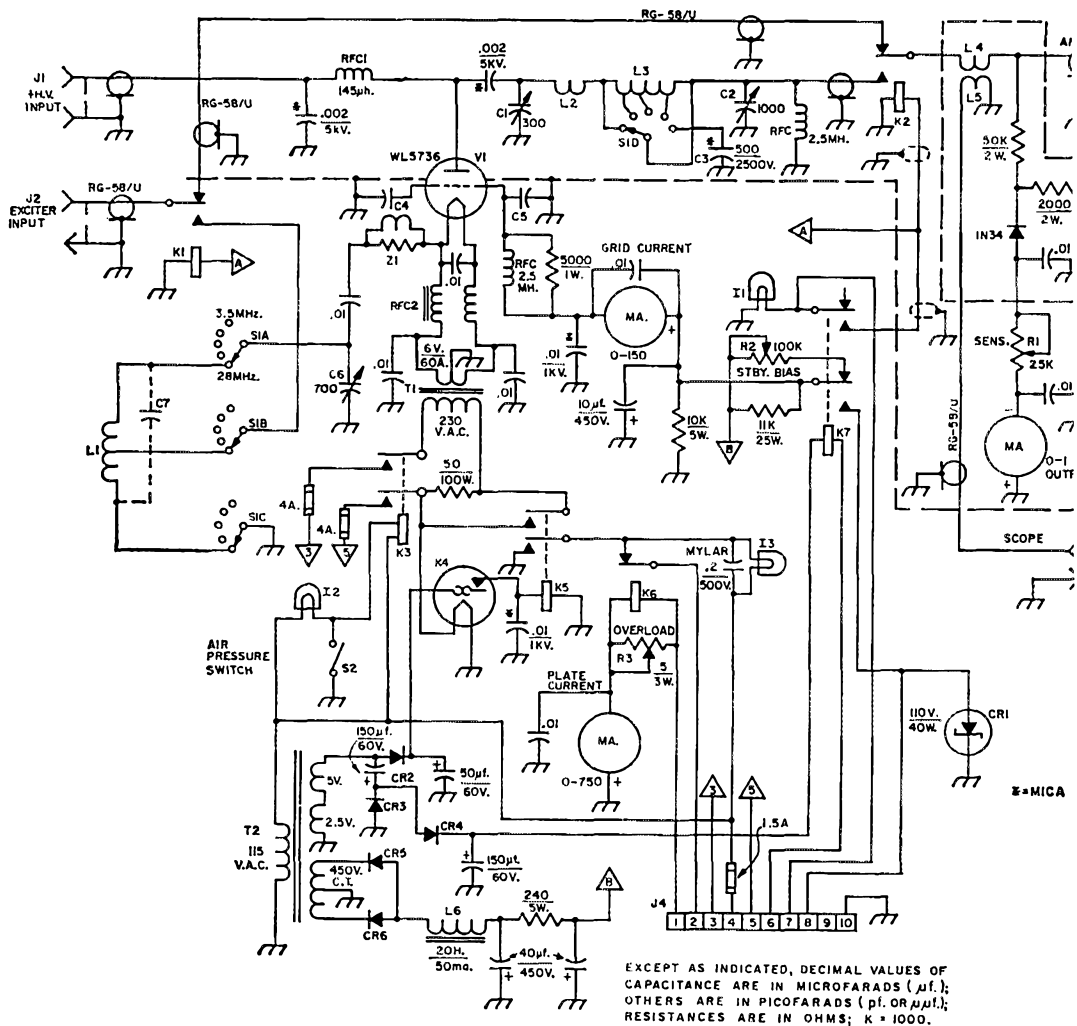 RG-58/U
J1
+H.V.
INPUT
RFC1
145µh.
.002
5KV.
*
.002
5KV.
*
C1
300
L2
L3
S1D
C2
1000
C3
500
2500V.
*
RFC
2.5MH.
K2
L4
L5
50K
2W.
2000
2W.
1N34
.01
RG-58/U
J2
EXCITER
INPUT
RG-58/U
WL5736
V1
C4
C5
Z1
.01
RFC2
RFC
2.5
MH.
5000
1W.
GRID CURRENT
.01
MA.
+
0-150
*
.01
1KV.
10µf.
450V.
+
10K
5W.
K1
A
A
I1
R2
100K
STBY. BIAS
11K
25W.
B
K7
SENS.
R1
25K
.01
RG-59/U
-
MA
+
0-1
SCOPE
3.5MHz.
S1A
28MHz.
.01
C6
700
.01
6V.
60A.
T1
.01
230
V.A.C.
L1
C7
S1B
S1C
4A.
4A.
3
5
50
100W.
K3
K4
K5
*
.01
1KV.
MYLAR
.2
500V.
I3
K6
OVERLOAD
R3
5
3W.
I2
AIR
PRESSURE
SWITCH
S2
PLATE
CURRENT
.01
MA.
0-750
+
110V.
40W.
CR1
*=MICA
150µf.
60V.
+
CR2
50µf.
60V.
+
5V.
2.5V.
CR3
CR4
T2
115
V.A.C.
450V.
C.T.
CR5
CR6
150µf.
60V.
+
L6
20H.
50ma.
240
5W.
40µf.
450V.
+
+
B
3
5
1.5A
J4
1 2 3 4 5 6 7 8 9 10
EXCEPT AS INDICATED, DECIMAL VALUES OF
CAPACITANCE ARE IN MICROFARADS (µf.);
OTHERS ARE IN PICOFARADS (pf. OR µµf.);
RESISTANCES ARE IN OHMS; K = 1000.